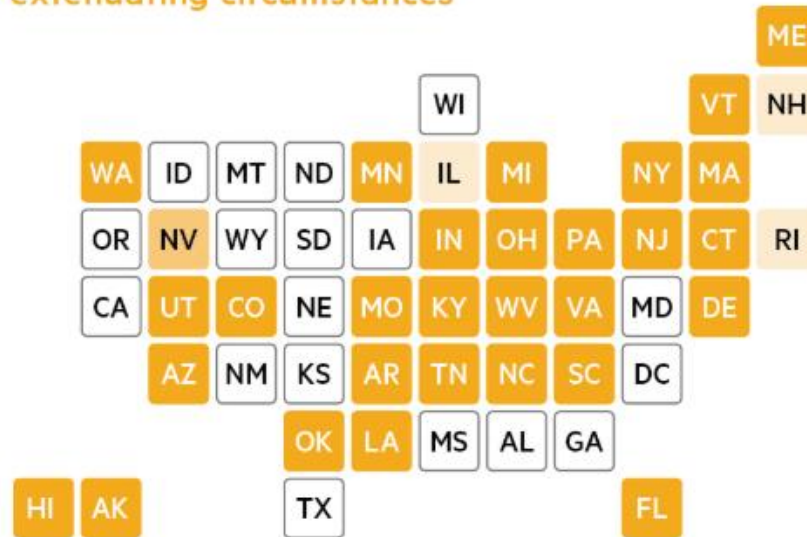 extenuating circumstances
ME
WI VT NH
WA ID MT ND MN IL MI NY MA
OR NV WY SD IA IN OH PA NJ CT RI
CA UT CO NE MO KY WV VA MD DE
AZ NM KS AR TN NC SC DC
OK LA MS AL GA
HI AK TX FL